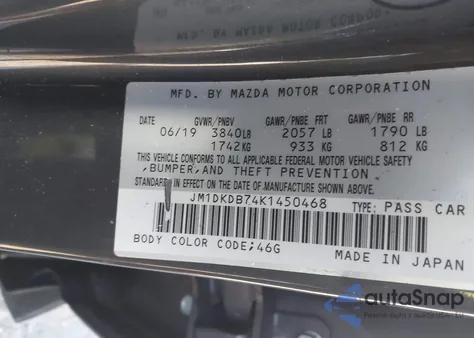 MFD. BY MAZDA MOTOR CORPORATION
DATE GVWR/PNBV GAWR/PNBE FRT GAWR/PNBE RR
06/19 3840LB 2057 LB 1790 LB
1742KG 933 KG 812 KG
THIS VEHICLE CONFORMS TO ALL APPLICABLE FEDERAL MOTOR VEHICLE SAFETY,
BUMPER, AND THEFT PREVENTION
STANDARDS IN EFFECT ON THE DATE OF MANUFACTURE SHOWN ABOVE.
JM1DKDB74K1450468 TYPE: PASS CAR
BODY COLOR CODE:46G MADE IN JAPAN
autoSnap